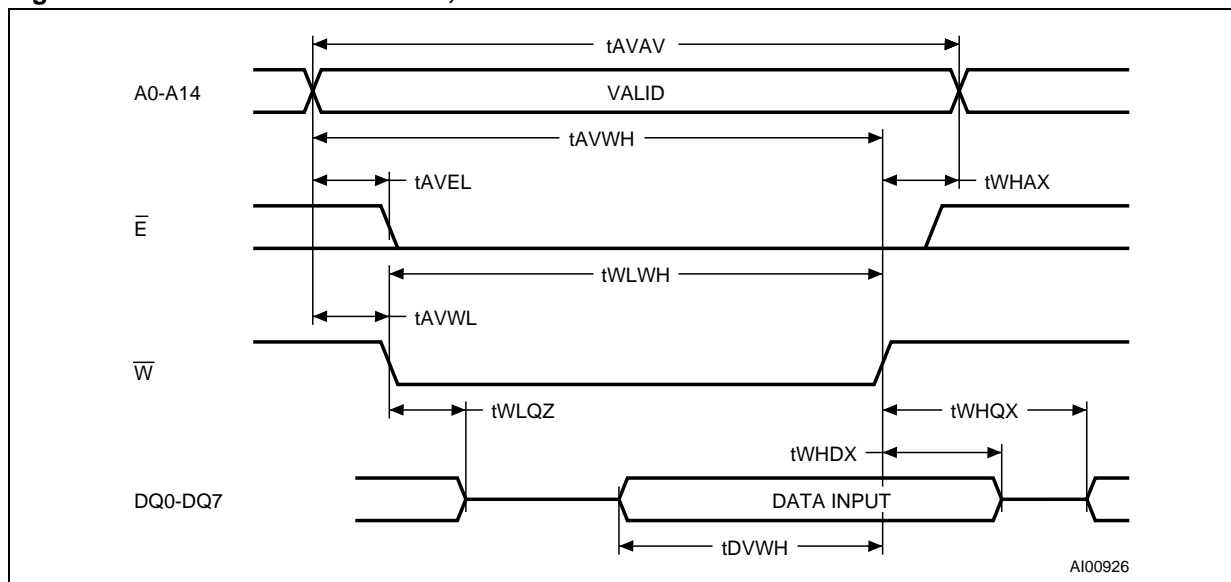 tAVAV
A0-A14
VALID
tAVWH
tAVEL
tWHAX
E̅
tWLWH
tAVWL
W̅
tWLQZ
tWHQX
tWHDX
DQ0-DQ7
DATA INPUT
tDVWH
AI00926